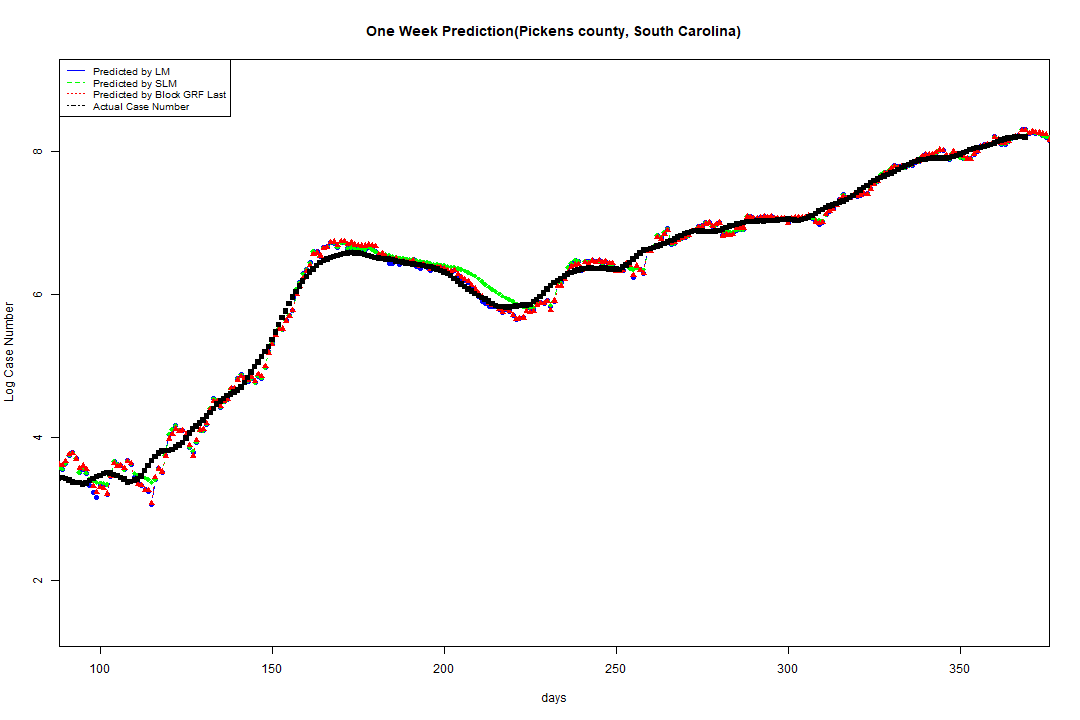 One Week Prediction(Pickens county, South Carolina)
Predicted by LM
Predicted by SLM
Predicted by Block GRF Last
Actual Case Number
Log Case Number
8
6
4
2
100 150 200 250 300 350
days